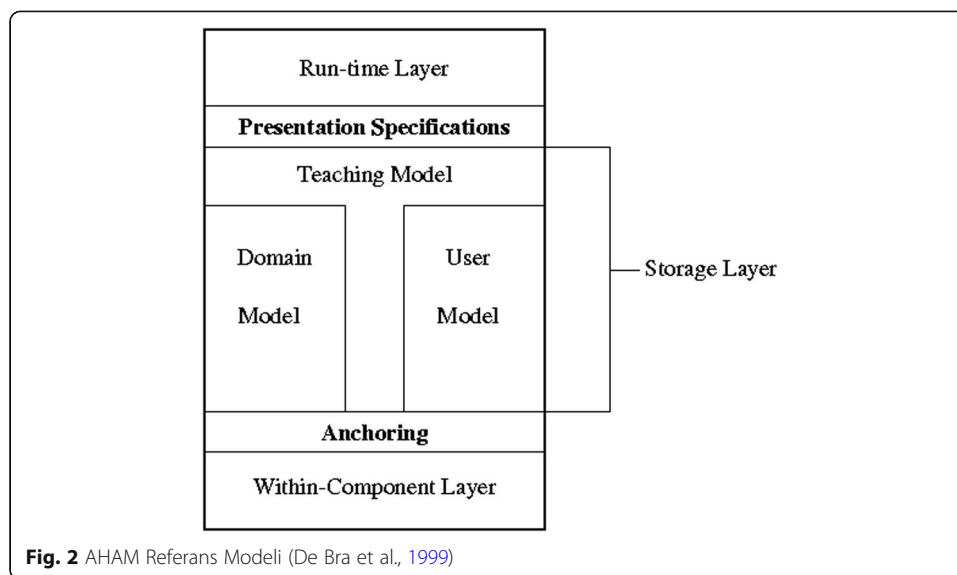 Run-time Layer
Presentation Specifications
Teaching Model
Domain
Model
User
Model
Storage Layer
Anchoring
Within-Component Layer
Fig. 2 AHAM Referans Modeli (De Bra et al., 1999)